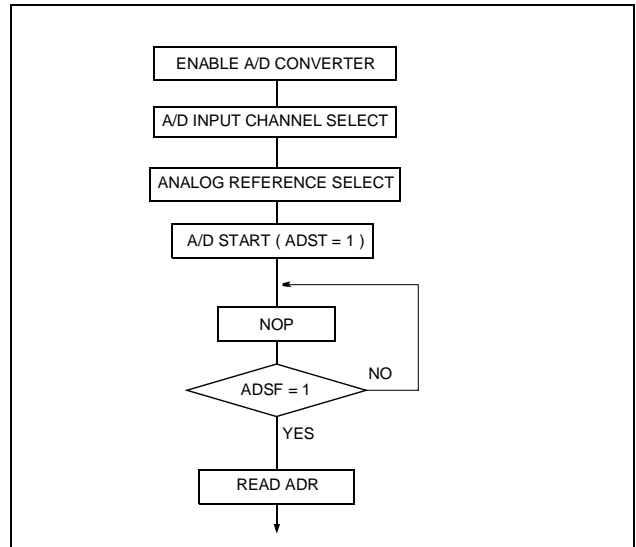 ENABLE A/D CONVERTER
A/D INPUT CHANNEL SELECT
ANALOG REFERENCE SELECT
A/D START ( ADST = 1 )
NOP
ADSF = 1
NO
YES
READ ADR